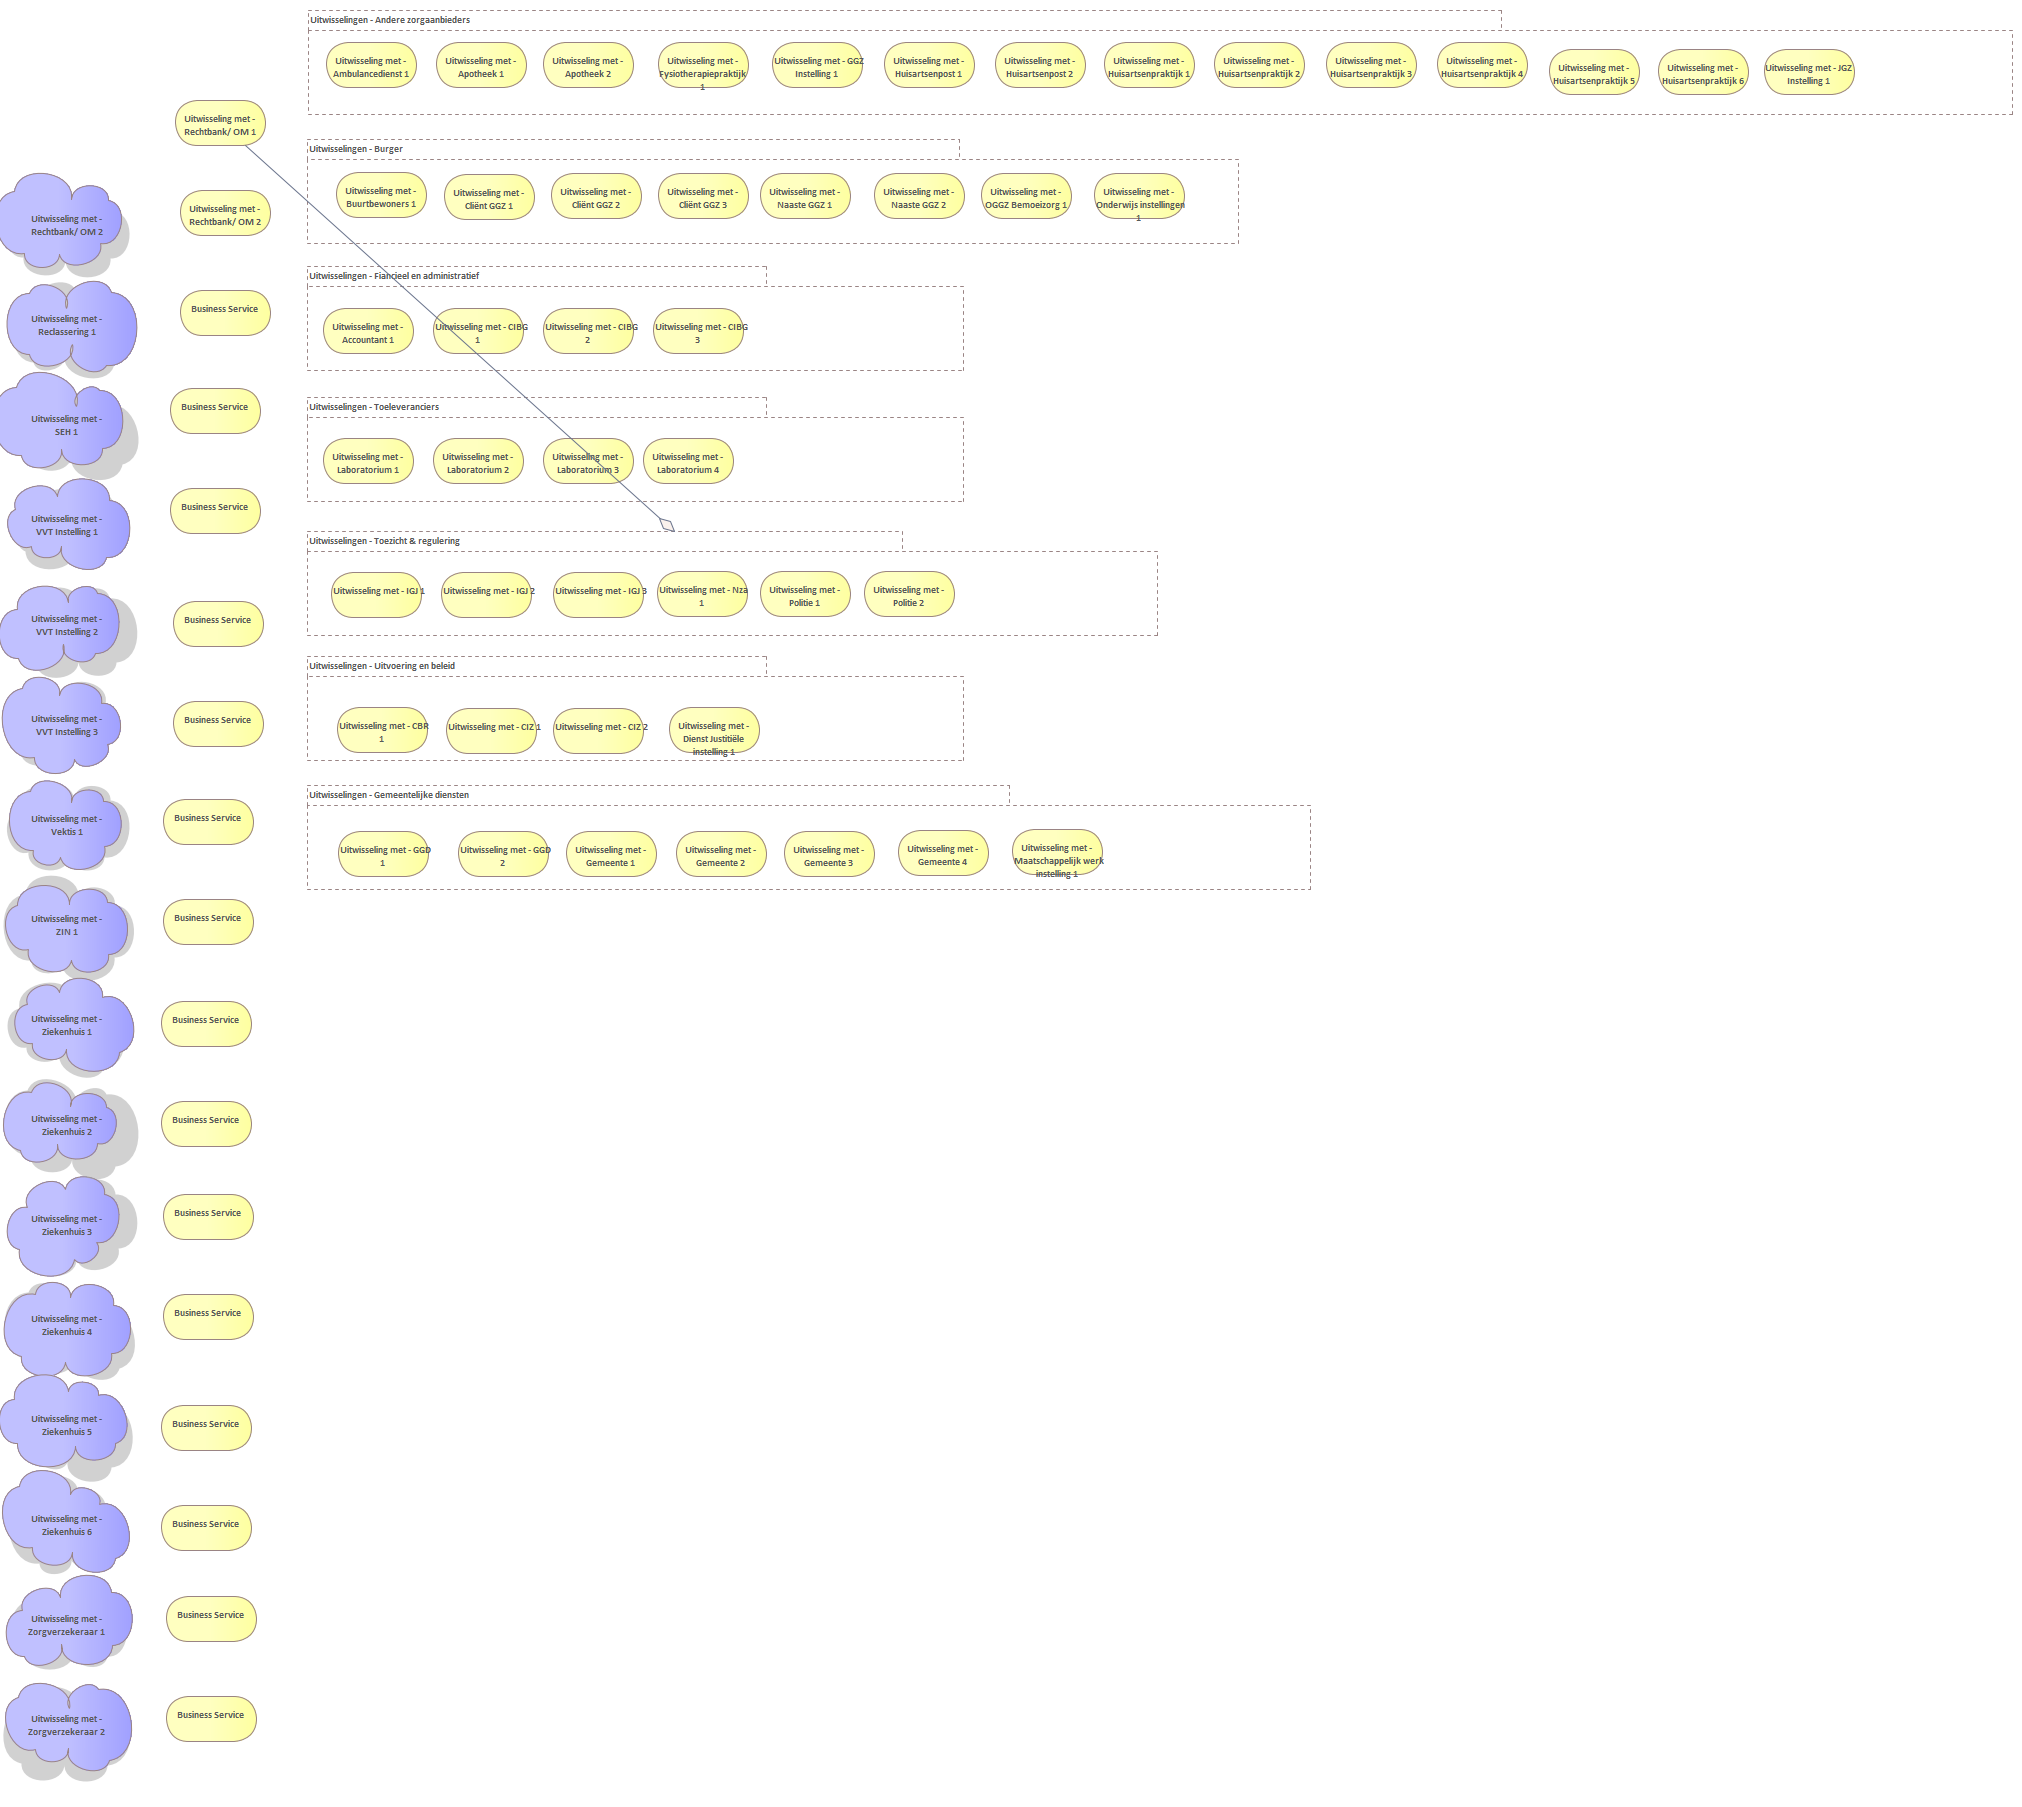 Uitwisselingen - Andere zorgaanbieders
Uitwisseling met -
Ambulancedienst 1
Uitwisseling met -
Apotheek 1
Uitwisseling met -
Apotheek 2
Uitwisseling met -
Fysiotherapiepraktijk
1
Uitwisseling met - GGZ
Instelling 1
Uitwisseling met -
Huisartsenpost 1
Uitwisseling met -
Huisartsenpost 2
Uitwisseling met -
Huisartsenpraktijk 1
Uitwisseling met -
Huisartsenpraktijk 2
Uitwisseling met -
Huisartsenpraktijk 3
Uitwisseling met -
Huisartsenpraktijk 4
Uitwisseling met -
Huisartsenpraktijk 5
Uitwisseling met -
Huisartsenpraktijk 6
Uitwisseling met - JGZ
Instelling 1
Uitwisselingen - Burger
Uitwisseling met -
Buurtbewoners 1
Uitwisseling met -
Cliënt GGZ 1
Uitwisseling met -
Cliënt GGZ 2
Uitwisseling met -
Cliënt GGZ 3
Uitwisseling met -
Naaste GGZ 1
Uitwisseling met -
Naaste GGZ 2
Uitwisseling met -
OGGZ Bemoeizorg 1
Uitwisseling met -
Onderwijs instellingen
1
Uitwisselingen - Fiancieel en administratief
Uitwisseling met -
Accountant 1
Uitwisseling met - CIBG
1
Uitwisseling met - CIBG
2
Uitwisseling met - CIBG
3
Uitwisselingen - Toeleveranciers
Uitwisseling met -
Laboratorium 1
Uitwisseling met -
Laboratorium 2
Uitwisseling met -
Laboratorium 3
Uitwisseling met -
Laboratorium 4
Uitwisselingen - Toezicht & regulering
Uitwisseling met - IGJ 1
Uitwisseling met - IGJ 2
Uitwisseling met - IGJ 3
Uitwisseling met - Nza
1
Uitwisseling met -
Politie 1
Uitwisseling met -
Politie 2
Uitwisselingen - Uitvoering en beleid
Uitwisseling met - CBR
1
Uitwisseling met - CIZ 1
Uitwisseling met - CIZ 2
Uitwisseling met -
Dienst Justitiële
instelling 1
Uitwisselingen - Gemeentelijke diensten
Uitwisseling met - GGD
1
Uitwisseling met - GGD
2
Uitwisseling met -
Gemeente 1
Uitwisseling met -
Gemeente 2
Uitwisseling met -
Gemeente 3
Uitwisseling met -
Gemeente 4
Uitwisseling met -
Maatschappelijk werk
instelling 1
Uitwisseling met -
Rechtbank/ OM 1
Uitwisseling met -
Rechtbank/ OM 2
Uitwisseling met -
Rechtbank/ OM 2
Uitwisseling met -
Reclassering 1
Business Service
Uitwisseling met -
SEH 1
Business Service
Uitwisseling met -
VVT Instelling 1
Business Service
Uitwisseling met -
VVT Instelling 2
Business Service
Uitwisseling met -
VVT Instelling 3
Business Service
Uitwisseling met -
Vektis 1
Business Service
Uitwisseling met -
ZIN 1
Business Service
Uitwisseling met -
Ziekenhuis 1
Business Service
Uitwisseling met -
Ziekenhuis 2
Business Service
Uitwisseling met -
Ziekenhuis 3
Business Service
Uitwisseling met -
Ziekenhuis 4
Business Service
Uitwisseling met -
Ziekenhuis 5
Business Service
Uitwisseling met -
Ziekenhuis 6
Business Service
Uitwisseling met -
Zorgverzekeraar 1
Business Service
Uitwisseling met -
Zorgverzekeraar 2
Business Service